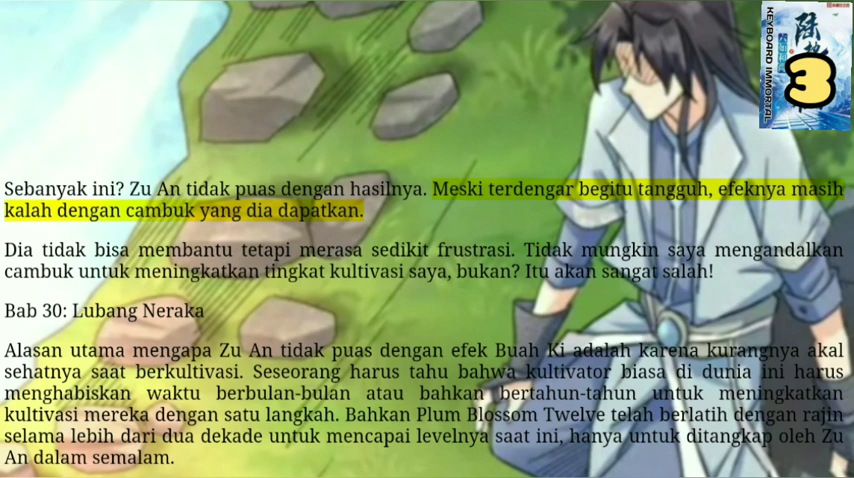 KEYBOARD IMMORTAL
3
Sebanyak ini? Zu An tidak puas dengan hasilnya. Meski terdengar begitu tangguh, efeknya masih
kalah dengan cambuk yang dia dapatkan.
Dia tidak bisa membantu tetapi merasa sedikit frustrasi. Tidak mungkin saya mengandalkan
cambuk untuk meningkatkan tingkat kultivasi saya, bukan? Itu akan sangat salah!
Bab 30: Lubang Neraka
Alasan utama mengapa Zu An tidak puas dengan efek Buah Ki adalah karena kurangnya akal
sehatnya saat berkultivasi. Seseorang harus tahu bahwa kultivator biasa di dunia ini harus
menghabiskan waktu berbulan-bulan atau bahkan bertahun-tahun untuk meningkatkan
kultivasi mereka dengan satu langkah. Bahkan Plum Blossom Twelve telah berlatih dengan rajin
selama lebih dari dua dekade untuk mencapai levelnya saat ini, hanya untuk ditangkap oleh Zu
An dalam semalam.